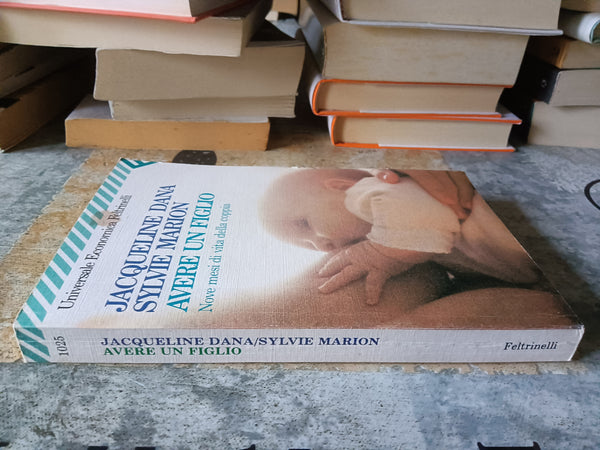 Universale Economica Feltrinelli
JACQUELINE DANA
SYLVIE MARION
AVERE UN FIGLIO
Nove mesi di vita della coppia
1025
JACQUELINE DANA/SYLVIE MARION
AVERE UN FIGLIO
Feltrinelli